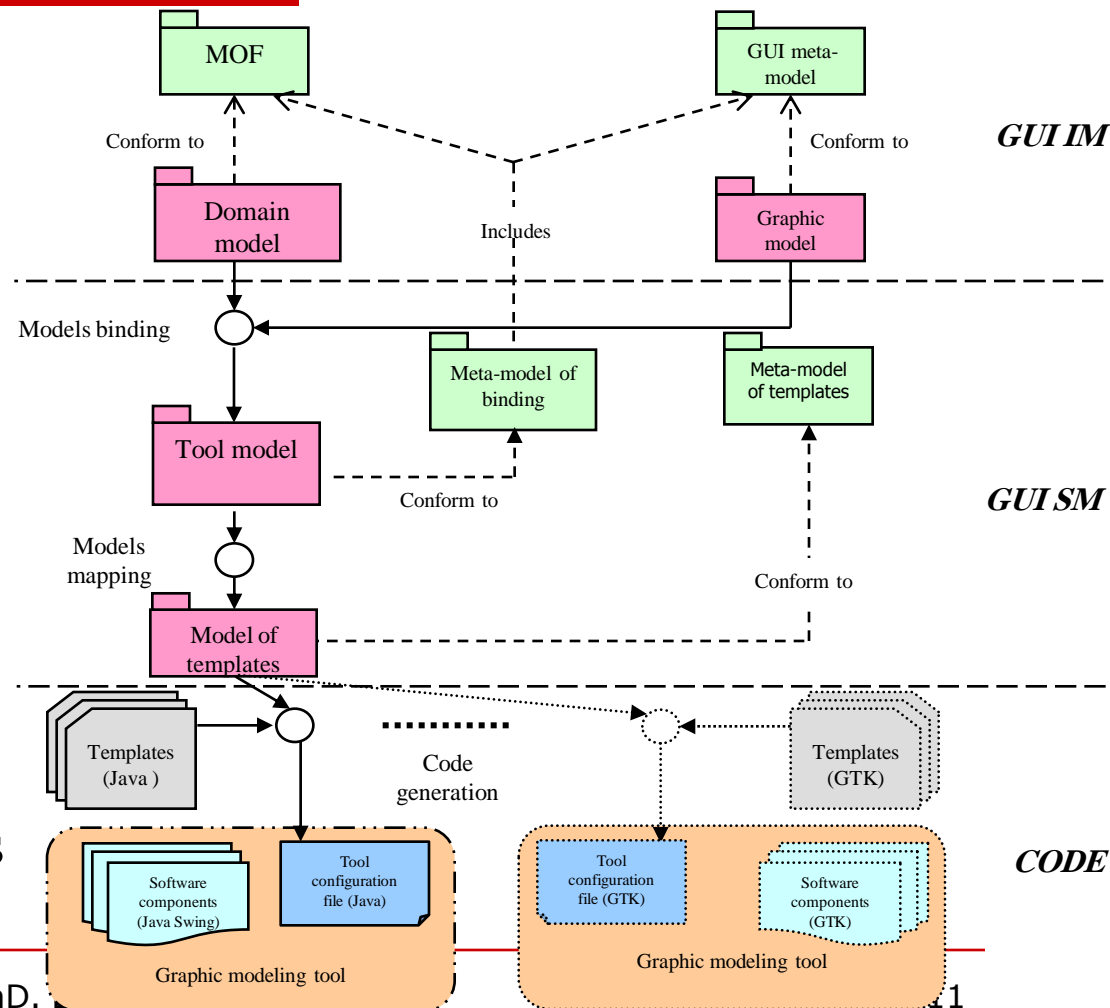 MOF
GUI meta-
model
Conform to
Conform to
GUI IM
Domain
model
Includes
Graphic
model
Models binding
Meta-model of
binding
Meta-model
of templates
Tool model
Conform to
GUI SM
Models
mapping
Conform to
Model of
templates
Templates
(Java )
Code
generation
Templates
(GTK)
CODE
Software
components
(Java Swing)
Tool
configuration
file (Java)
Tool
configuration
file (GTK)
Software
components
(GTK)
Graphic modeling tool
Graphic modeling tool
11